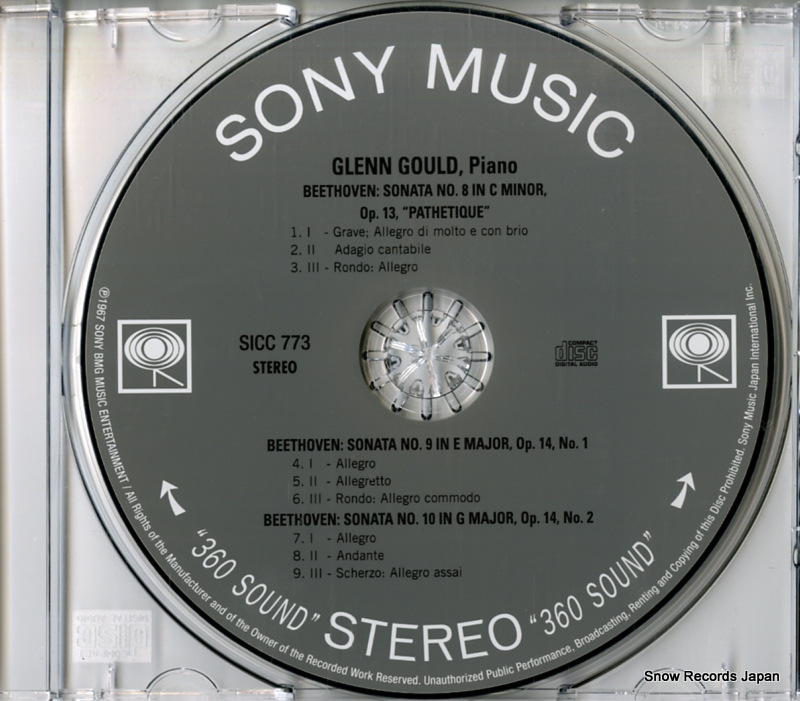 SONY MUSIC
GLENN GOULD, Piano
BEETHOVEN: SONATA NO. 8 IN C MINOR,
Op. 13, "PATHETIQUE"
1. I - Grave; Allegro di molto e con brio
2. II Adagio cantabile
3. III - Rondo: Allegro
SICC 773
STEREO
COMPACT
disc
DIGITAL AUDIO
BEETHOVEN: SONATA NO. 9 IN E MAJOR, Op. 14, No. 1
4. I - Allegro
5. II - Allegretto
6. III - Rondo: Allegro commodo
BEETHOVEN: SONATA NO. 10 IN G MAJOR, Op. 14, No. 2
7. I - Allegro
8. II - Andante
9. III - Scherzo: Allegro assai
"360 SOUND" STEREO "360 SOUND"
℗1967 SONY BMG MUSIC ENTERTAINMENT / All Rights of the Manufacturer and of the Owner of the Recorded Work Reserved. Unauthorized Public Performance, Broadcasting, Renting and Copying of this Disc Prohibited. Sony Music Japan International Inc.
Snow Records Japan